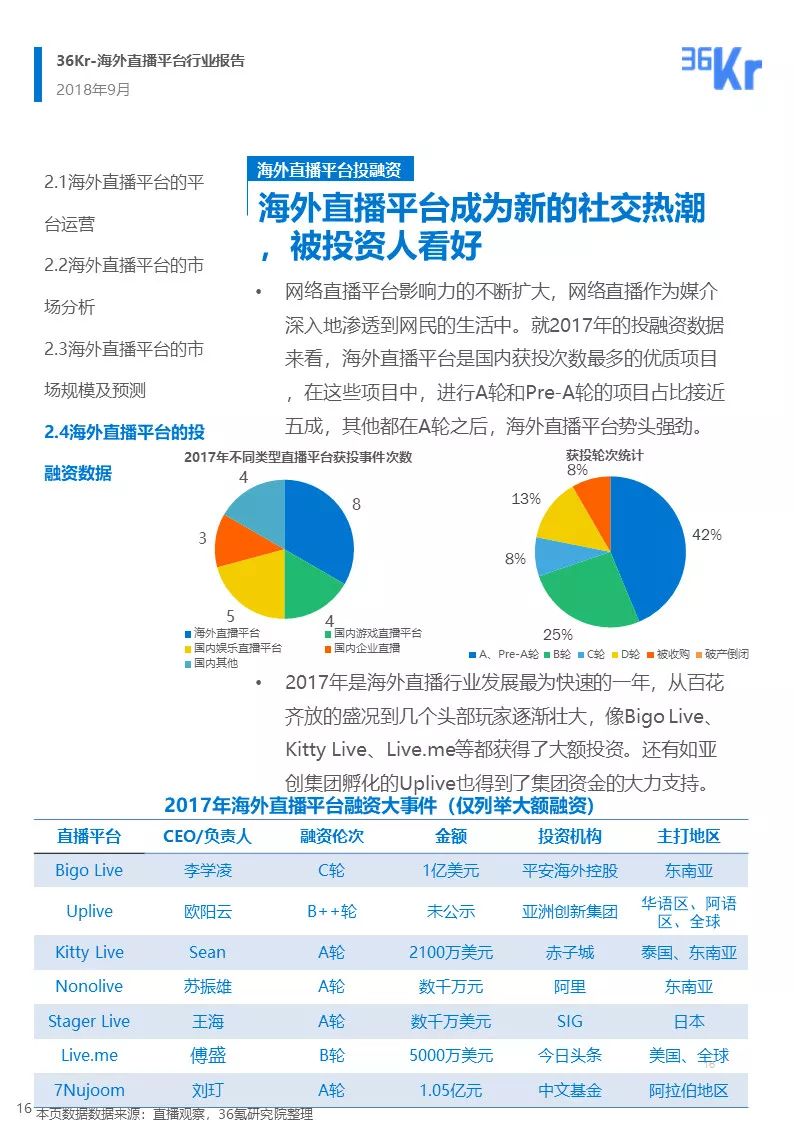 36Kr-海外直播平台行业报告
2018年9月
36Kr
2.1海外直播平台的平
台运营
2.2海外直播平台的市
场分析
2.3海外直播平台的市
场规模及预测
2.4海外直播平台的投
融资数据
海外直播平台投融资
海外直播平台成为新的社交热潮
，被投资人看好
• 网络直播平台影响力的不断扩大，网络直播作为媒介
深入地渗透到网民的生活中。就2017年的投融资数据
来看，海外直播平台是国内获投次数最多的优质项目
，在这些项目中，进行A轮和Pre-A轮的项目占比接近
五成，其他都在A轮之后，海外直播平台势头强劲。
2017年不同类型直播平台获投事件次数
4
8
3
5
4
海外直播平台 国内游戏直播平台
国内娱乐直播平台 国内企业直播
国内其他
获投轮次统计
8%
13%
42%
8%
25%
A、Pre-A轮 B轮 C轮 D轮 被收购 破产倒闭
• 2017年是海外直播行业发展最为快速的一年，从百花
齐放的盛况到几个头部玩家逐渐壮大，像Bigo Live、
Kitty Live、Live.me等都获得了大额投资。还有如亚
创集团孵化的Uplive也得到了集团资金的大力支持。
2017年海外直播平台融资大事件（仅列举大额融资）
直播平台 CEO/负责人 融资伦次 金额 投资机构 主打地区
Bigo Live 李学凌 C轮 1亿美元 平安海外控股 东南亚
Uplive 欧阳云 B++轮 未公示 亚洲创新集团 华语区、阿语
区、全球
Kitty Live Sean A轮 2100万美元 赤子城 泰国、东南亚
Nonolive 苏振雄 A轮 数千万元 阿里 东南亚
Stager Live 王海 A轮 数千万美元 SIG 日本
Live.me 傅盛 B轮 5000万美元 今日头条 美国、全球
16
7Nujoom 刘玎 A轮 1.05亿元 中文基金 阿拉伯地区
16 本页数据数据来源：直播观察，36氪研究院整理